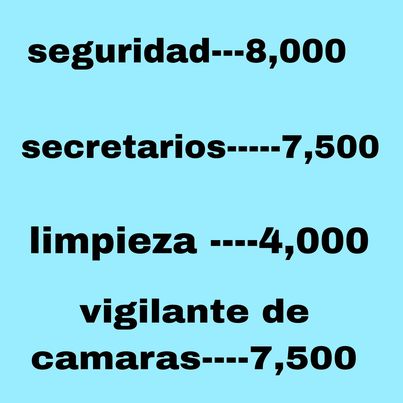 seguridad---8,000
secretarios-----7,500
limpieza ----4,000
vigilante de
camaras----7,500